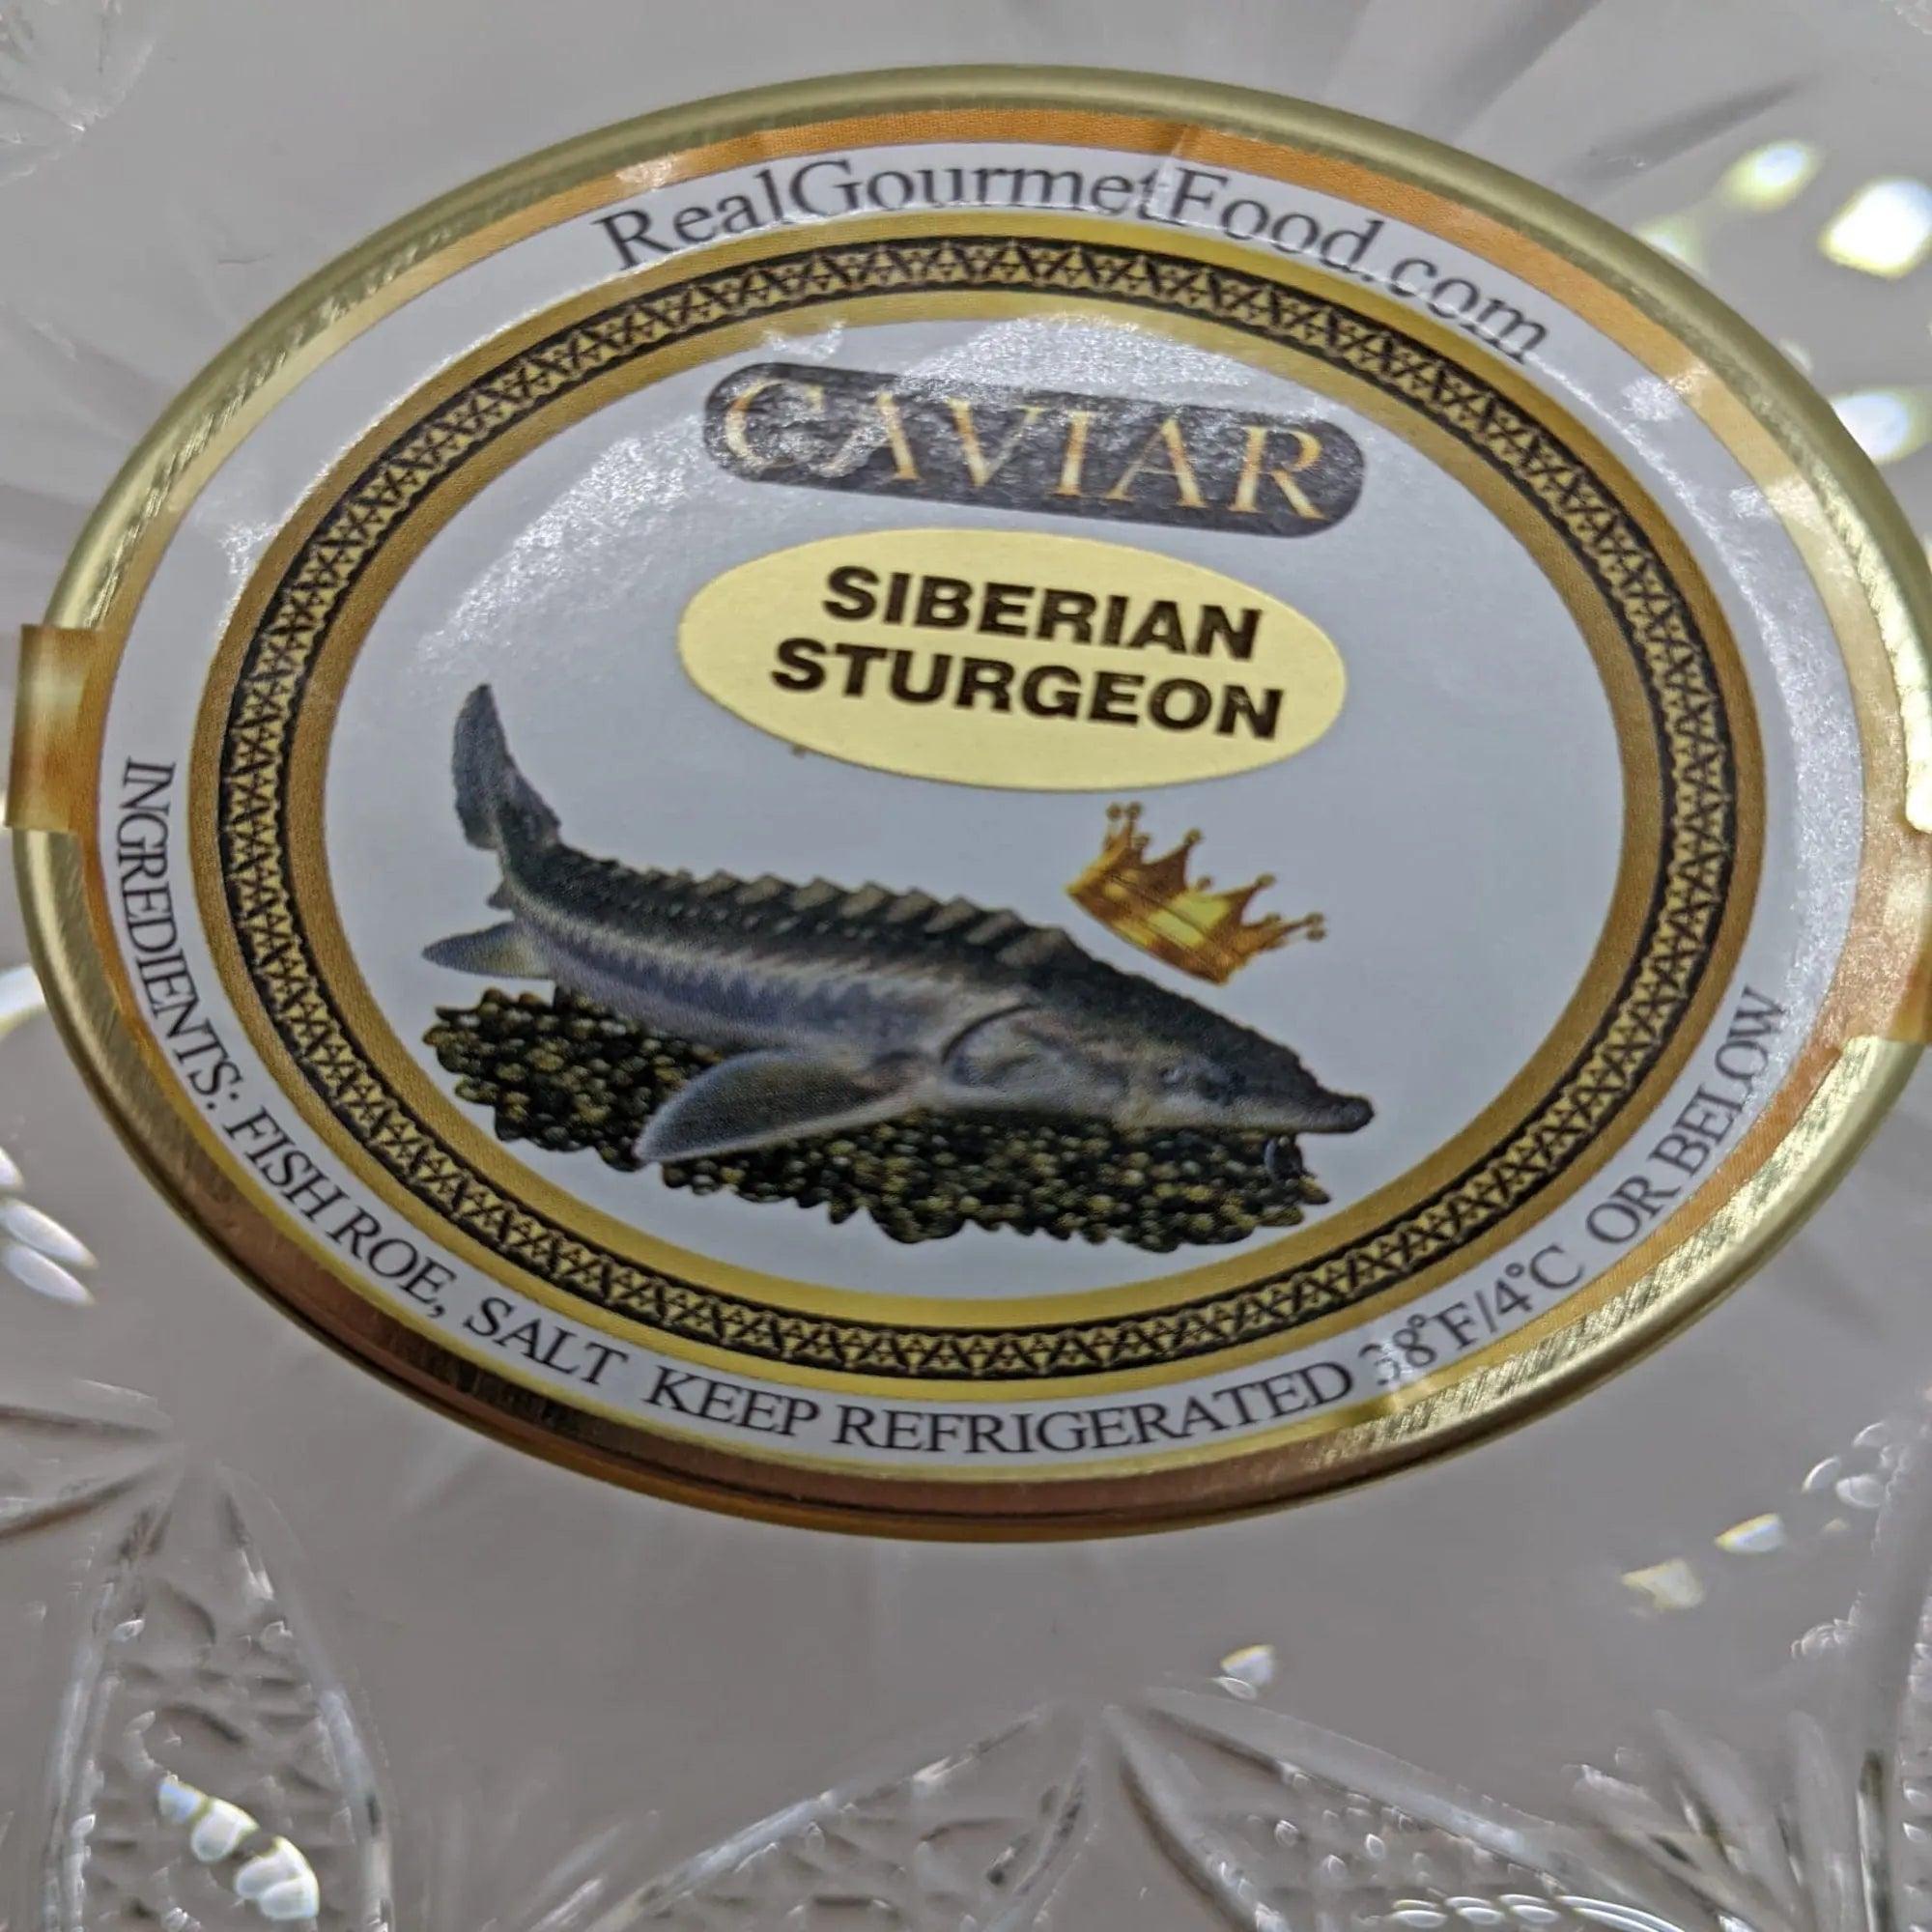 RealGourmetFood.com
CAVIAR
SIBERIAN
STURGEON
INGREDIENTS: FISH ROE, SALT KEEP REFRIGERATED 38°F/4°C OR BELOW